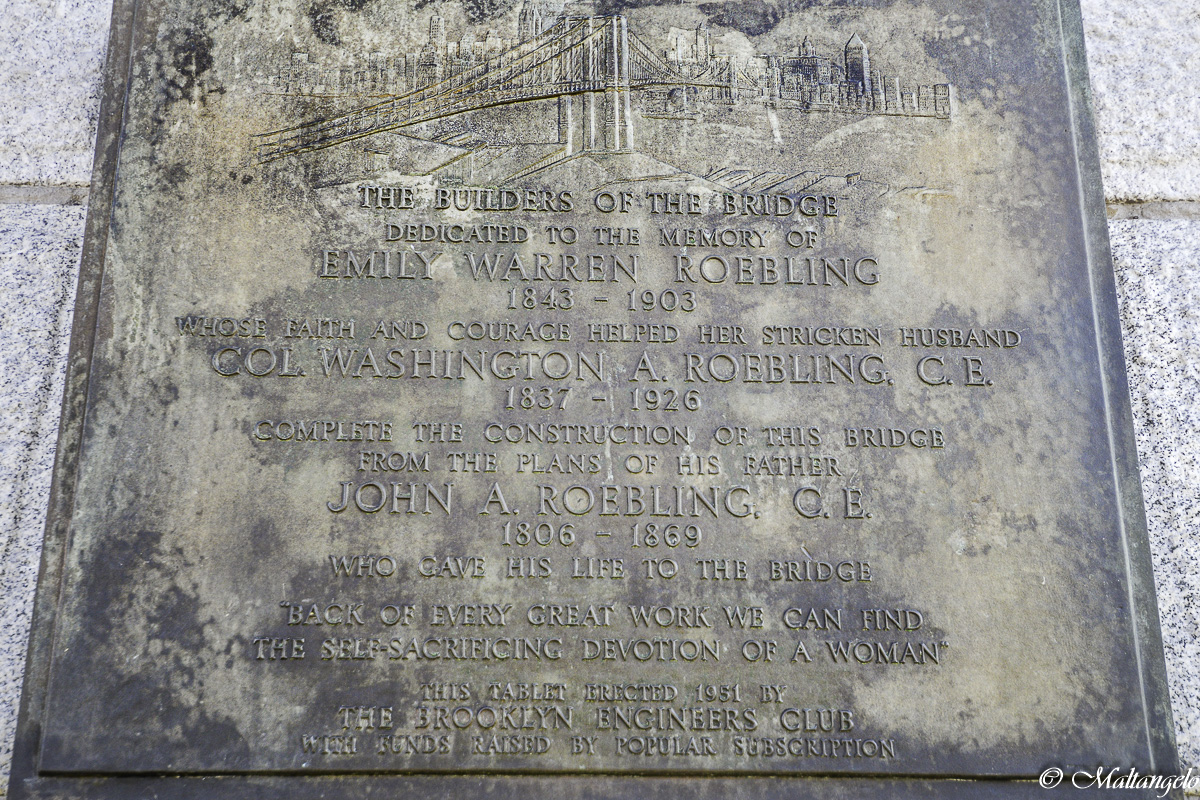 THE BUILDERS OF THE BRIDGE
DEDICATED TO THE MEMORY OF
EMILY WARREN ROEBLING
1843 - 1903
WHOSE FAITH AND COURAGE HELPED HER STRICKEN HUSBAND
COL. WASHINGTON A. ROEBLING, C. E.
1837 - 1926
COMPLETE THE CONSTRUCTION OF THIS BRIDGE
FROM THE PLANS OF HIS FATHER
JOHN A. ROEBLING, C. E.
1806 - 1869
WHO GAVE HIS LIFE TO THE BRIDGE
"BACK OF EVERY GREAT WORK WE CAN FIND
THE SELF-SACRIFICING DEVOTION OF A WOMAN"
THIS TABLET ERECTED 1951 BY
THE BROOKLYN ENGINEERS CLUB
WITH FUNDS RAISED BY POPULAR SUBSCRIPTION
© Maltangelo